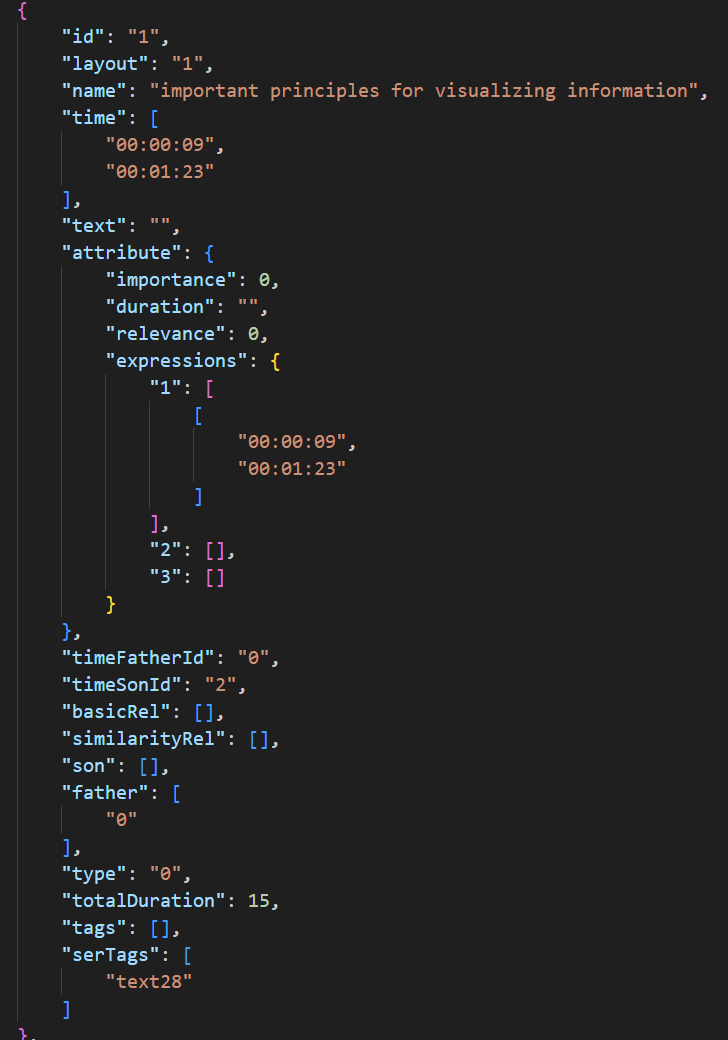 {
"id": "1",
"layout": "1",
"name": "important principles for visualizing information",
"time": [
"00:00:09",
"00:01:23"
],
"text": "",
"attribute": {
"importance": 0,
"duration": "",
"relevance": 0,
"expressions": {
"1": [
[
"00:00:09",
"00:01:23"
]
],
"2": [],
"3": []
}
},
"timeFatherId": "0",
"timeSonId": "2",
"basicRel": [],
"similarityRel": [],
"son": [],
"father": [
"0"
],
"type": "0",
"totalDuration": 15,
"tags": [],
"serTags": [
"text28"
]
},